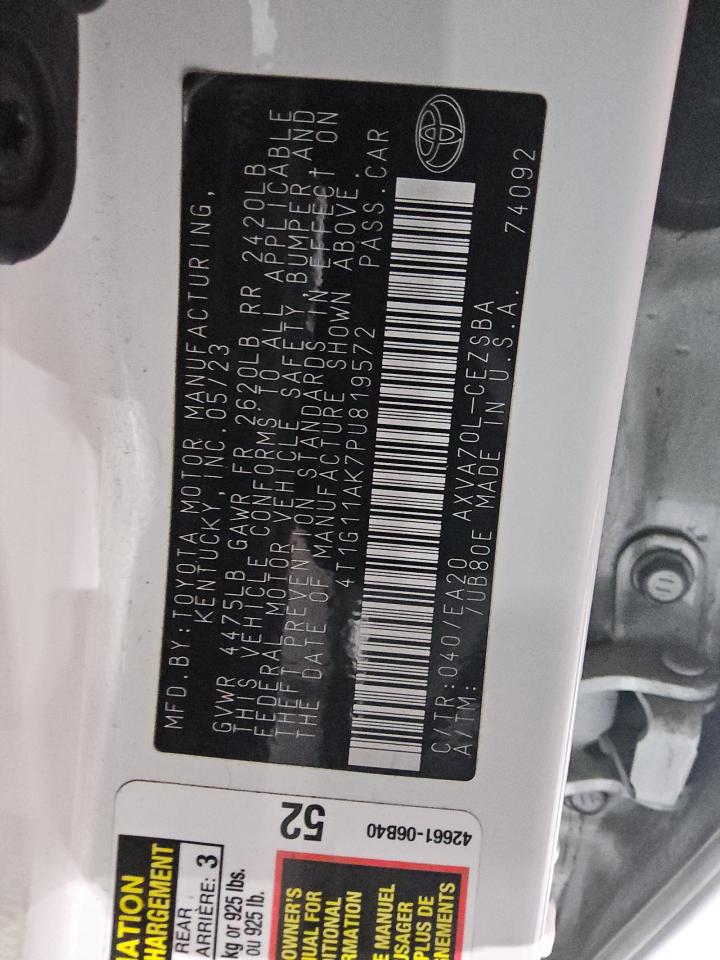 MFD.BY:TOYOTA MOTOR MANUFACTURING,
KENTUCKY, INC.05/23
GVWR 4475LB GAWR FR 2620LB RR 2420LB
THIS VEHICLE CONFORMS TO ALL APPLICABLE
FEDERAL MOTOR VEHICLE SAFETY,BUMPER,AND
THEFT PREVENTION STANDARDS IN EFFECT ON
THE DATE OF MANUFACTURE SHOWN ABOVE.
4T1G11AK7PU819572 PASS.CAR
C/TR:040/EA20 AXVA70L-CEZSBA
A/TM: 7UB80E MADE IN U.S.A. 74092
52
42661-06B40
MATION
HARGEMENT
REAR
ARRIÈRE: 3
kg or 925 lbs.
ou 925 lb.
OWNER'S
UAL FOR
DITIONAL
RMATION
E MANUEL
USAGER
PLUS DE
GNEMENTS